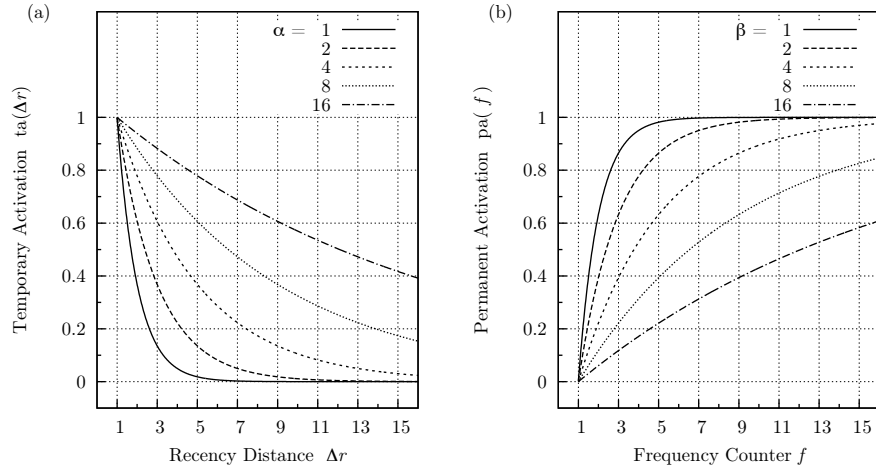 (a)
α = 1
2
4
8
16
Temporary Activation ta(Δr)
1
0.8
0.6
0.4
0.2
0
1 3 5 7 9 11 13 15
Recency Distance Δr
(b)
β = 1
2
4
8
16
Permanent Activation pa(f)
1
0.8
0.6
0.4
0.2
0
1 3 5 7 9 11 13 15
Frequency Counter f